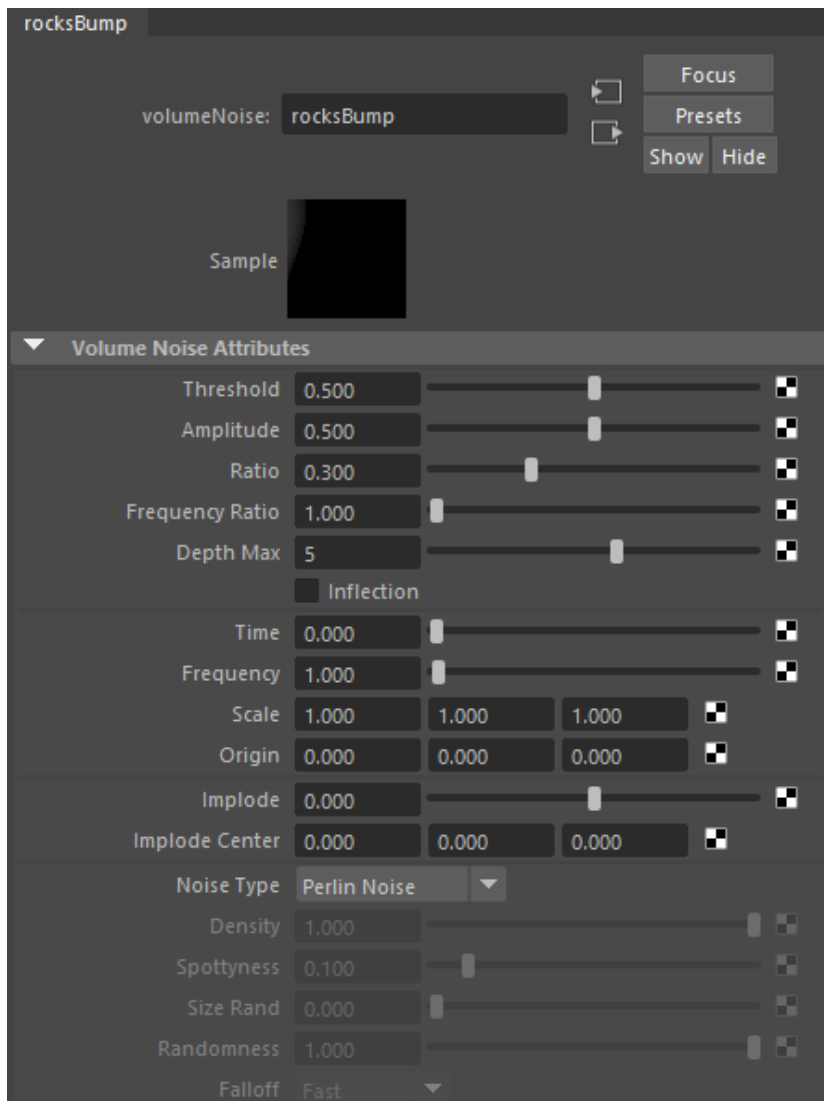 rocksBump
Focus
volumeNoise: rocksBump
Presets
Show Hide
Sample
Volume Noise Attributes
Threshold 0.500
Amplitude 0.500
Ratio 0.300
Frequency Ratio 1.000
Depth Max 5
Inflection
Time 0.000
Frequency 1.000
Scale 1.000 1.000 1.000
Origin 0.000 0.000 0.000
Implode 0.000
Implode Center 0.000 0.000 0.000
Noise Type Perlin Noise
Density 1.000
Spottyness 0.100
Size Rand 0.000
Randomness 1.000
Falloff Fast